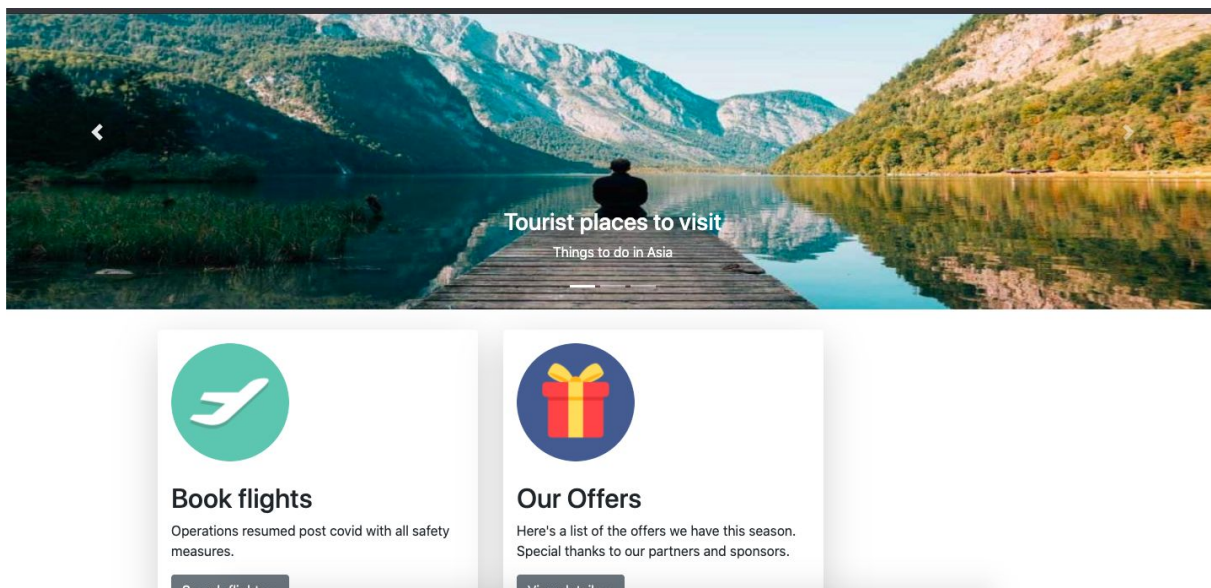 Tourist places to visit
Things to do in Asia
Book flights
Operations resumed post covid with all safety
measures.
Our Offers
Here's a list of the offers we have this season.
Special thanks to our partners and sponsors.